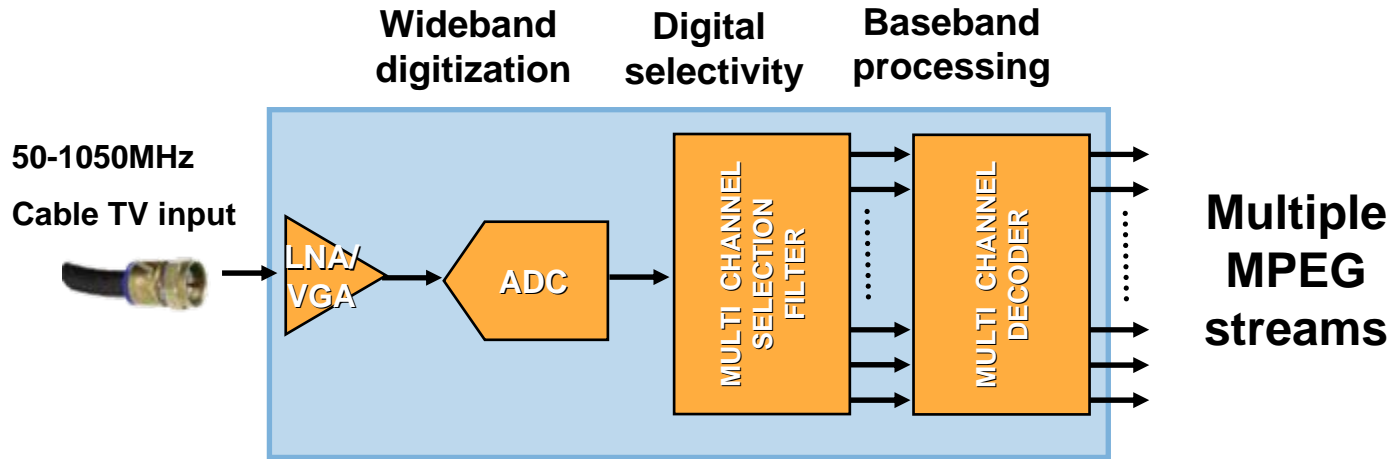 Wideband
digitization
Digital
selectivity
Baseband
processing
50-1050MHz
Cable TV input
LNA/
VGA
ADC
MULTI CHANNEL
SELECTION
FILTER
MULTI CHANNEL
DECODER
Multiple
MPEG
streams